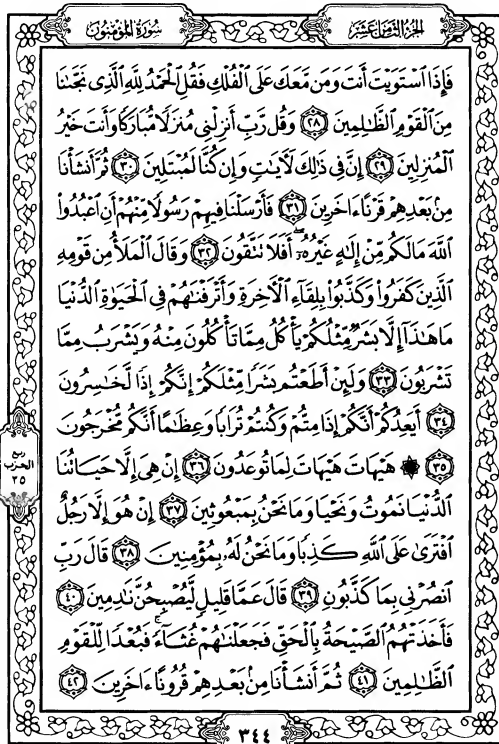 سورة المؤمنون
الجزء الثامن عشر
فَإِذَا ٱسْتَوَيْتَ أَنتَ وَمَن مَّعَكَ عَلَى ٱلْفُلْكِ فَقُلِ ٱلْحَمْدُ لِلَّهِ ٱلَّذِى نَجَّىٰنَا
مِنَ ٱلْقَوْمِ ٱلظَّـٰلِمِينَ ٢٨ وَقُل رَّبِّ أَنزِلْنِى مُنزَلًا مُّبَارَكًا وَأَنتَ خَيْرُ
ٱلْمُنزِلِينَ ٢٩ إِنَّ فِى ذَٰلِكَ لَـَٔايَـٰتٍ وَإِن كُنَّا لَمُبْتَلِينَ ٣٠ ثُمَّ أَنشَأْنَا
مِنۢ بَعْدِهِمْ قَرْنًا ءَاخَرِينَ ٣١ فَأَرْسَلْنَا فِيهِمْ رَسُولًا مِّنْهُمْ أَنِ ٱعْبُدُوا۟
ٱللَّهَ مَا لَكُم مِّنْ إِلَـٰهٍ غَيْرُهُۥٓ ۖ أَفَلَا تَتَّقُونَ ٣٢ وَقَالَ ٱلْمَلَأُ مِن قَوْمِهِ
ٱلَّذِينَ كَفَرُوا۟ وَكَذَّبُوا۟ بِلِقَآءِ ٱلْـَٔاخِرَةِ وَأَتْرَفْنَـٰهُمْ فِى ٱلْحَيَوٰةِ ٱلدُّنْيَا
مَا هَـٰذَآ إِلَّا بَشَرٌ مِّثْلُكُمْ يَأْكُلُ مِمَّا تَأْكُلُونَ مِنْهُ وَيَشْرَبُ مِمَّا
تَشْرَبُونَ ٣٣ وَلَئِنْ أَطَعْتُم بَشَرًا مِّثْلَكُمْ إِنَّكُمْ إِذًا لَّخَـٰسِرُونَ
٣٤ أَيَعِدُكُمْ أَنَّكُمْ إِذَا مِتُّمْ وَكُنتُمْ تُرَابًا وَعِظَـٰمًا أَنَّكُم مُّخْرَجُونَ
٣٥ ۞ هَيْهَاتَ هَيْهَاتَ لِمَا تُوعَدُونَ ٣٦ إِنْ هِىَ إِلَّا حَيَاتُنَا
ربع
الحزب
٣٥
ٱلدُّنْيَا نَمُوتُ وَنَحْيَا وَمَا نَحْنُ بِمَبْعُوثِينَ ٣٧ إِنْ هُوَ إِلَّا رَجُلٌ
ٱفْتَرَىٰ عَلَى ٱللَّهِ كَذِبًا وَمَا نَحْنُ لَهُۥ بِمُؤْمِنِينَ ٣٨ قَالَ رَبِّ
ٱنصُرْنِى بِمَا كَذَّبُونِ ٣٩ قَالَ عَمَّا قَلِيلٍ لَّيُصْبِحُنَّ نَـٰدِمِينَ ٤٠
فَأَخَذَتْهُمُ ٱلصَّيْحَةُ بِٱلْحَقِّ فَجَعَلْنَـٰهُمْ غُثَآءً ۚ فَبُعْدًا لِّلْقَوْمِ
ٱلظَّـٰلِمِينَ ٤١ ثُمَّ أَنشَأْنَا مِنۢ بَعْدِهِمْ قُرُونًا ءَاخَرِينَ ٤٢
٣٤٤